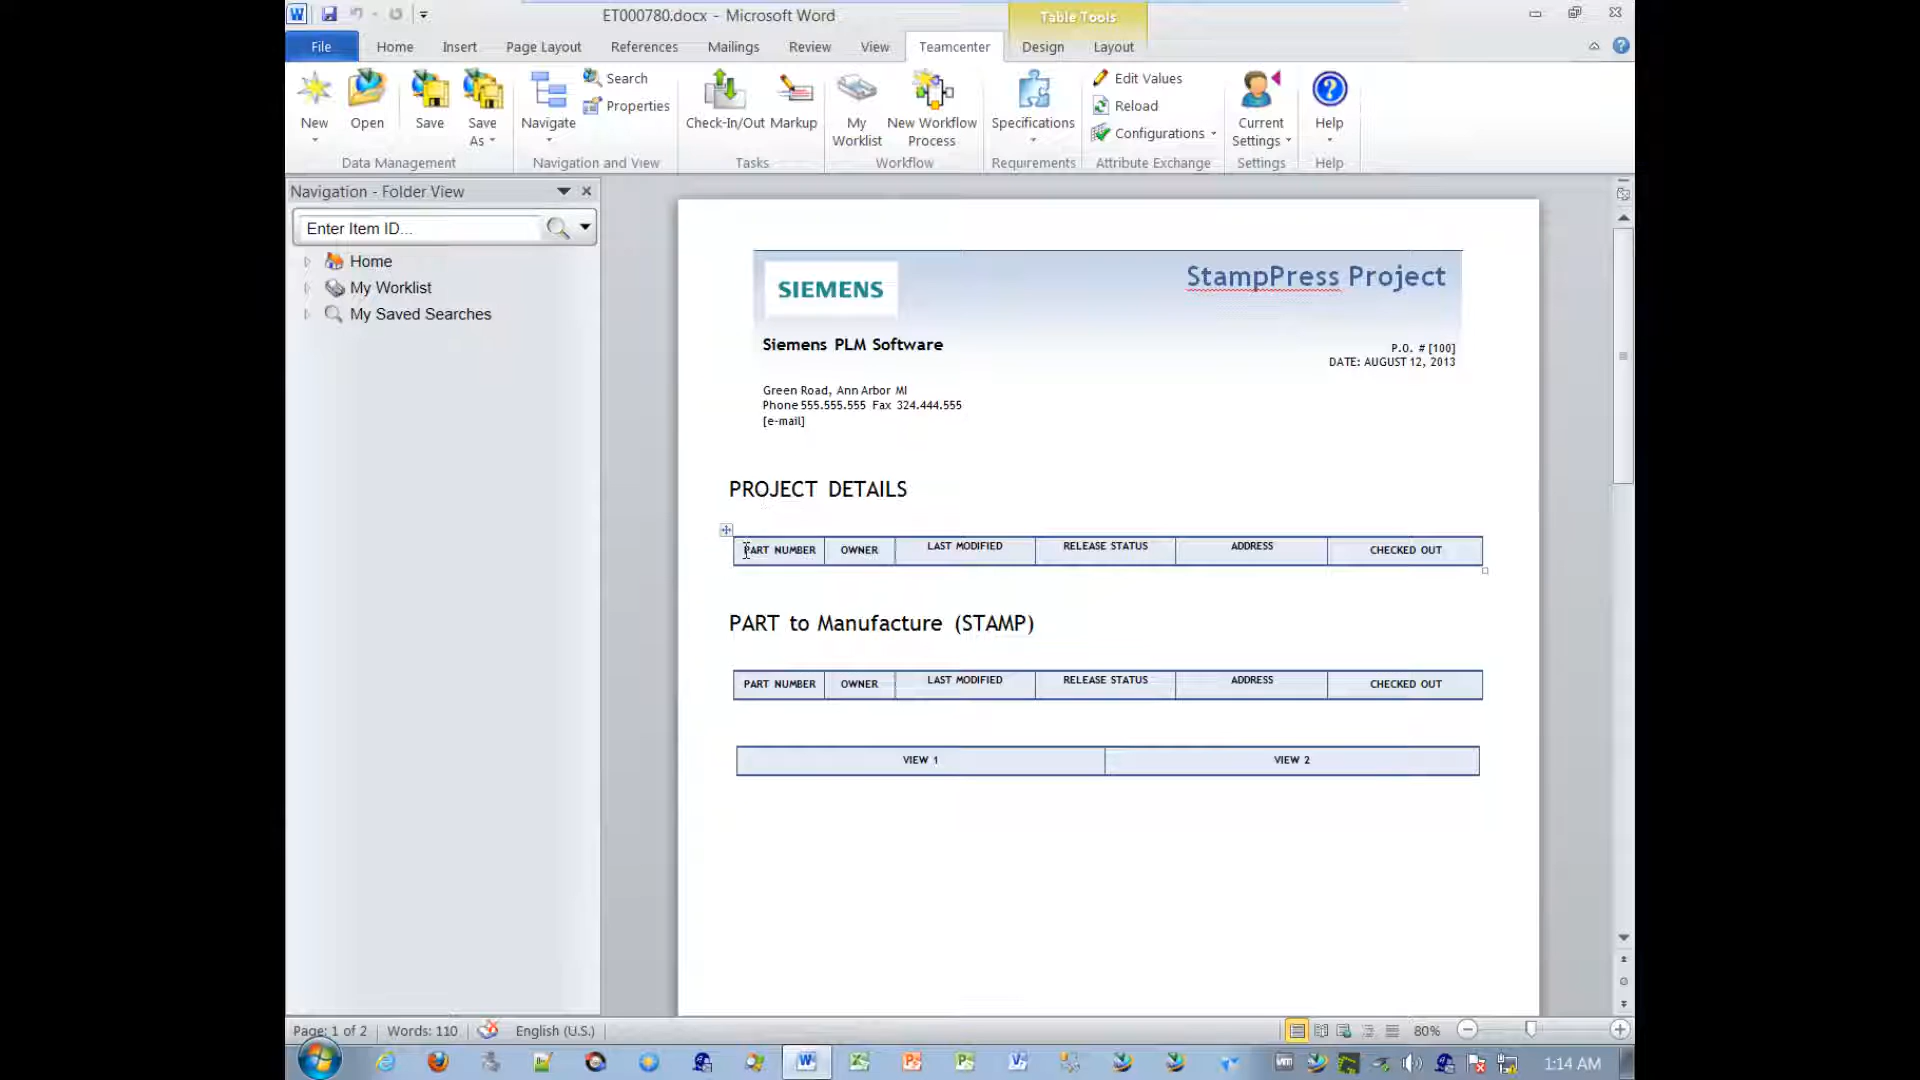 ET000780.docx - Microsoft Word
Table Tools
File Home Insert Page Layout References Mailings Review View Teamcenter Design Layout
New
Open
Save
Save As
Data Management
Navigate
Search
Properties
Navigation and View
Check-In/Out
Markup
Tasks
My Worklist
New Workflow Process
Workflow
Specifications
Requirements
Edit Values
Reload
Configurations
Attribute Exchange
Current Settings
Settings
Help
Help
Navigation - Folder View
Enter Item ID...
Home
My Worklist
My Saved Searches
SIEMENS
StampPress Project
Siemens PLM Software
P.O. # [100]
DATE: AUGUST 12, 2013
Green Road, Ann Arbor MI
Phone 555.555.555 Fax 324.444.555
[e-mail]
PROJECT DETAILS
PART NUMBER OWNER LAST MODIFIED RELEASE STATUS ADDRESS CHECKED OUT
PART to Manufacture (STAMP)
PART NUMBER OWNER LAST MODIFIED RELEASE STATUS ADDRESS CHECKED OUT
VIEW 1 VIEW 2
Page: 1 of 2 Words: 110 English (U.S.) 80%
1:14 AM